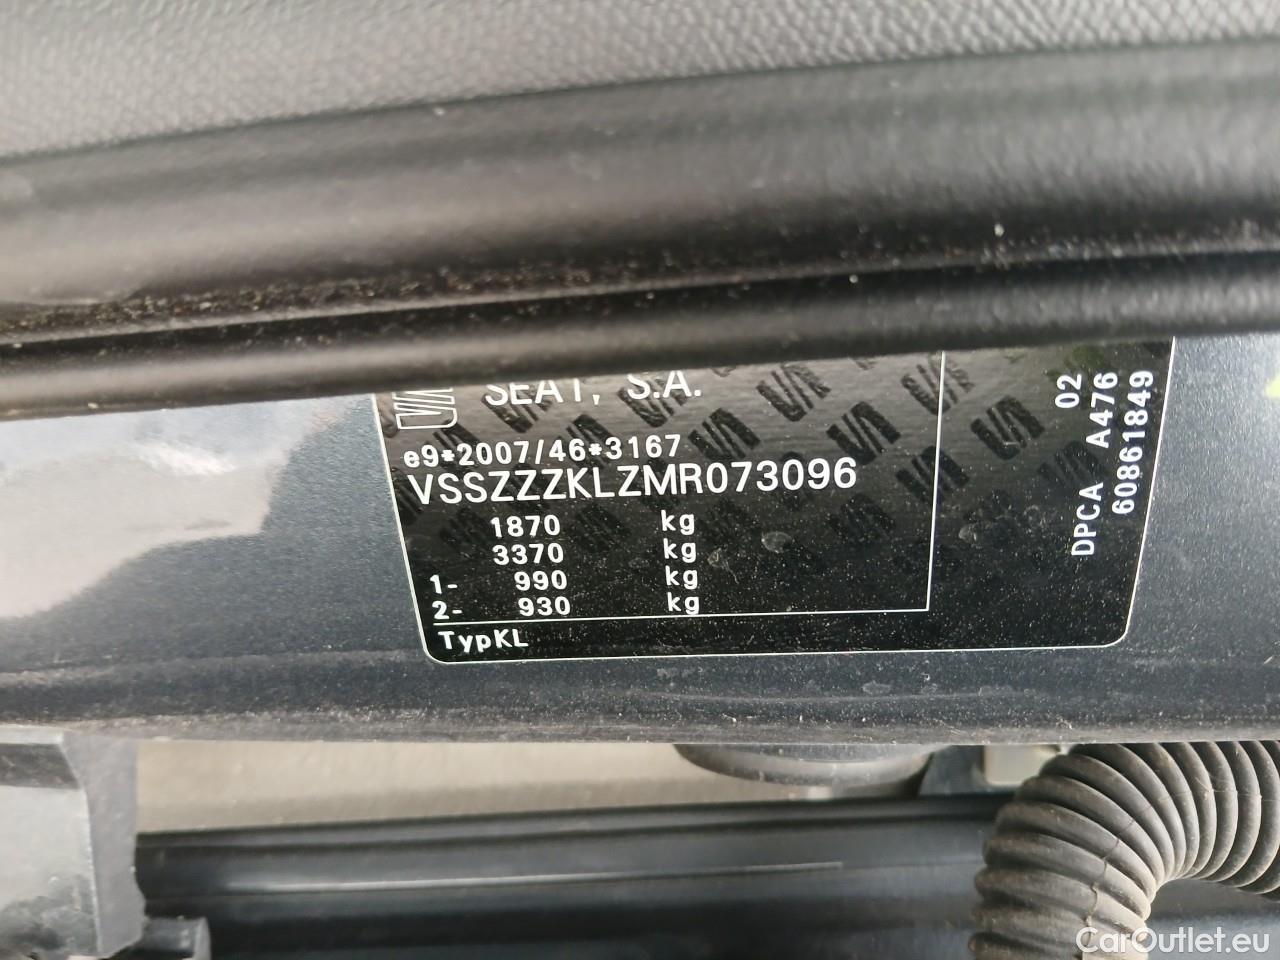 SEAT, S.A.
e9*2007/46*3167
VSSZZZKLZMR073096
1870 kg
3370 kg
1- 990 kg
2- 930 kg
TypKL
02
DPCA A476
60861849
CarOutlet.eu